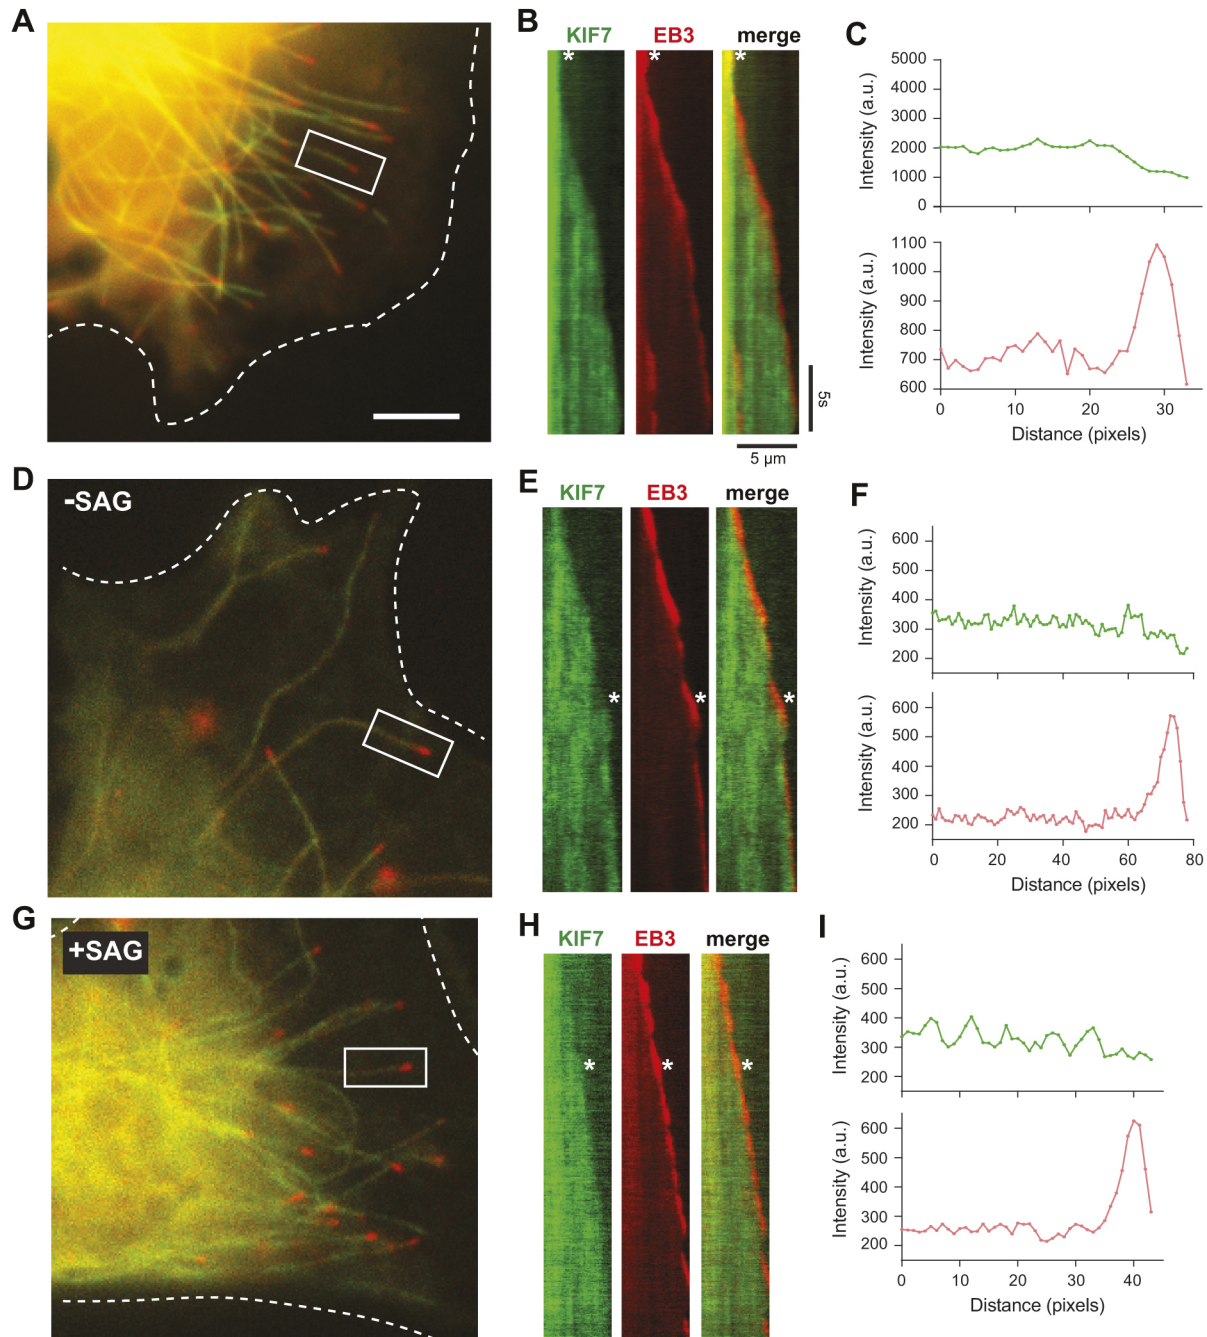 A
B
KIF7 EB3 merge
* * *
5s
5 µm
C
Intensity (a.u.)
5000
4000
3000
2000
1000
0
Intensity (a.u.)
1100
1000
900
800
700
600
0 10 20 30
Distance (pixels)
D
-SAG
E
KIF7 EB3 merge
* * *
F
Intensity (a.u.)
600
500
400
300
200
Intensity (a.u.)
600
500
400
300
200
0 20 40 60 80
Distance (pixels)
G
+SAG
H
KIF7 EB3 merge
* * *
I
Intensity (a.u.)
600
500
400
300
200
Intensity (a.u.)
600
500
400
300
200
0 10 20 30 40
Distance (pixels)